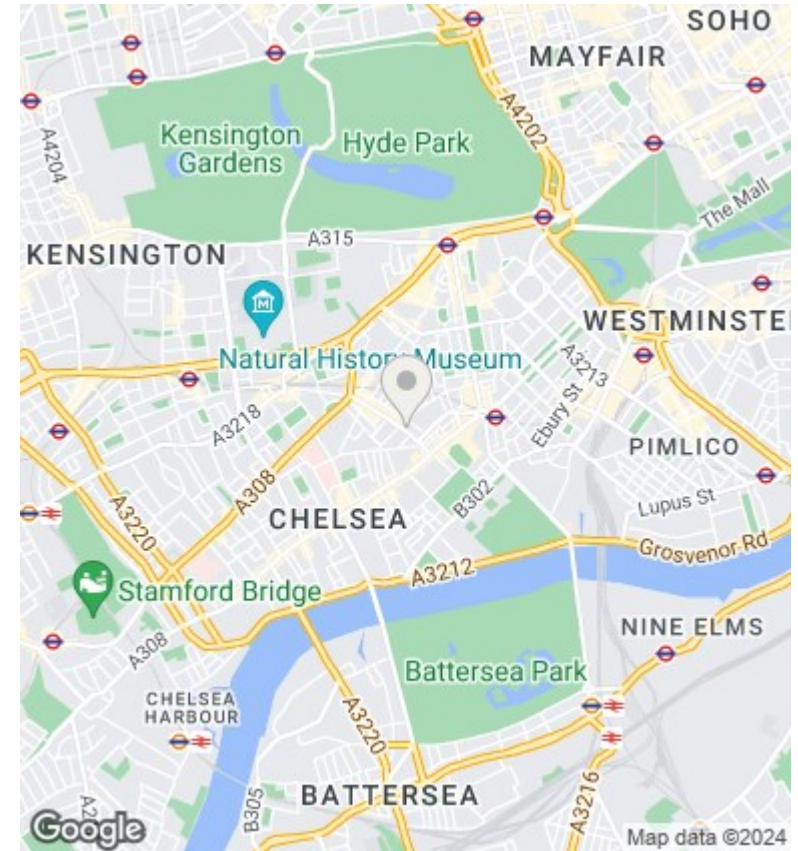 SOHO
MAYFAIR
A4202
A4204
Kensington
Gardens
Hyde Park
The Mall
KENSINGTON
A315
M
Natural History Museum
WESTMINSTE
A3213
A3218
Ebury St
PIMLICO
A308
B302
Lupus St
CHELSEA
A3220
A3212
Grosvenor Rd
Stamford Bridge
A308
NINE ELMS
Battersea Park
CHELSEA
HARBOUR
A3220
B305
BATTERSEA
A3216
Google
Map data ©2024